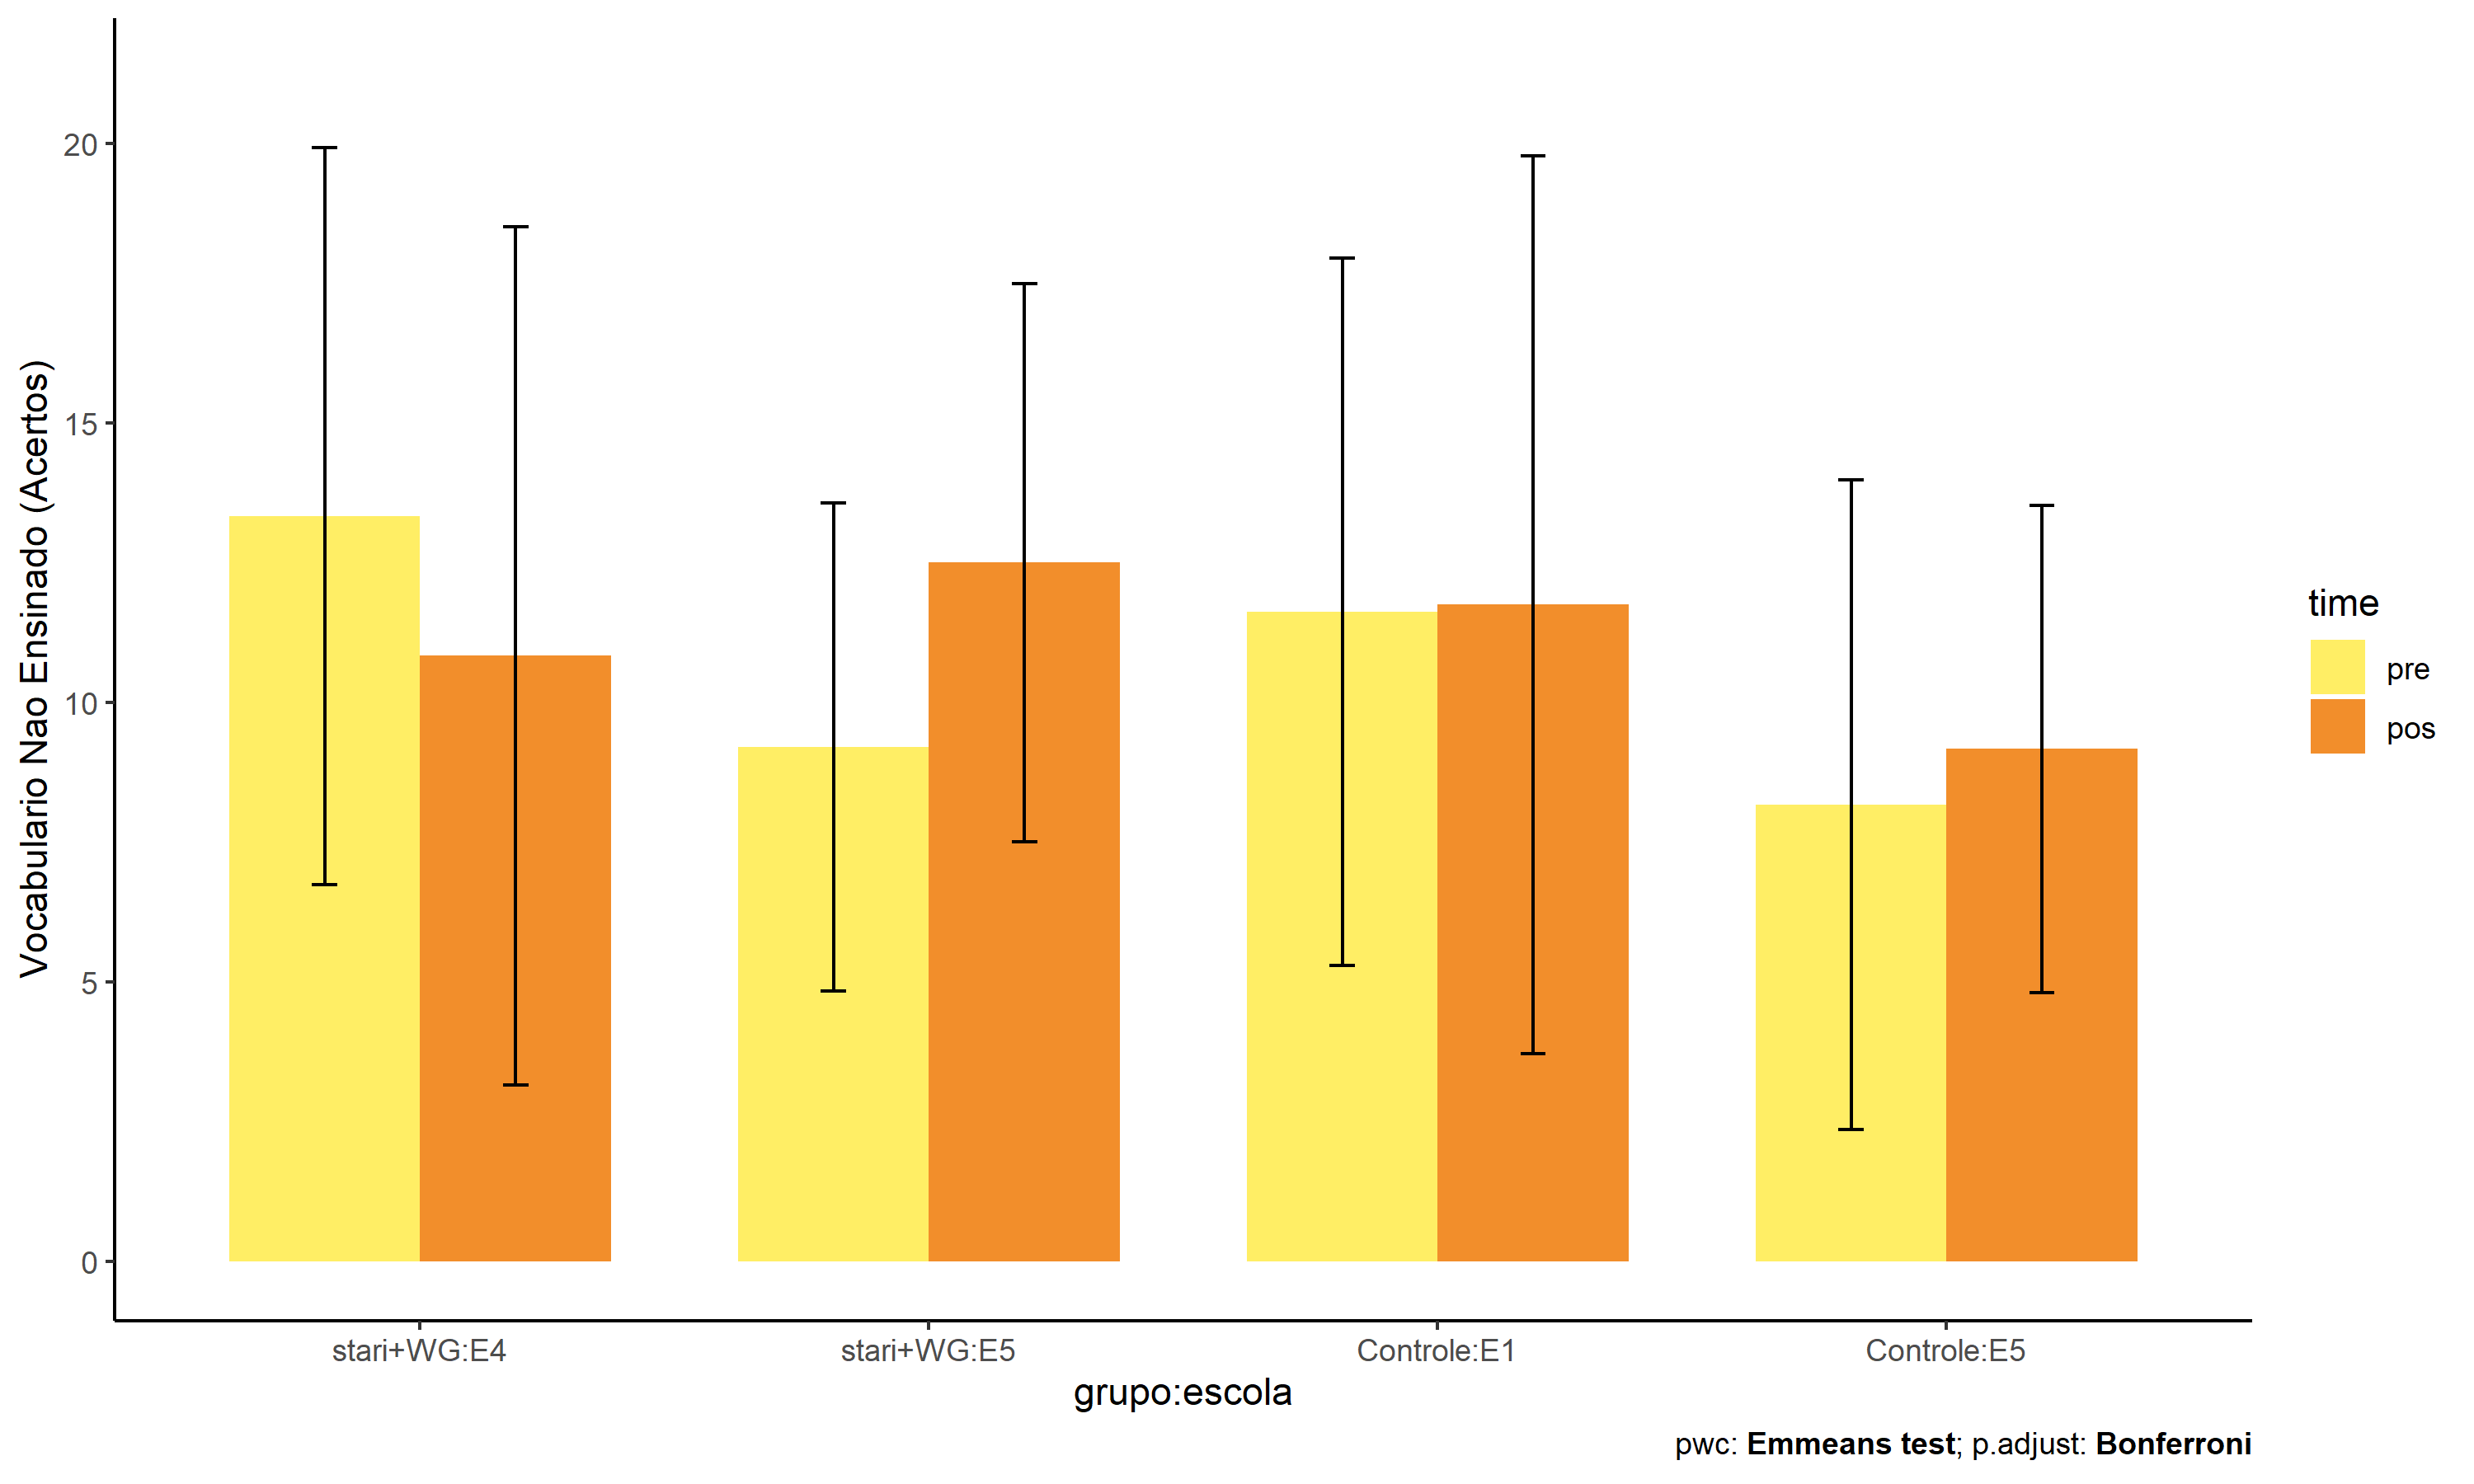 Vocabulario Nao Ensinado (Acertos)
20
15
10
5
0
stari+WG:E4
stari+WG:E5
Controle:E1
Controle:E5
grupo:escola
time
pre
pos
pwc: Emmeans test; p.adjust: Bonferroni